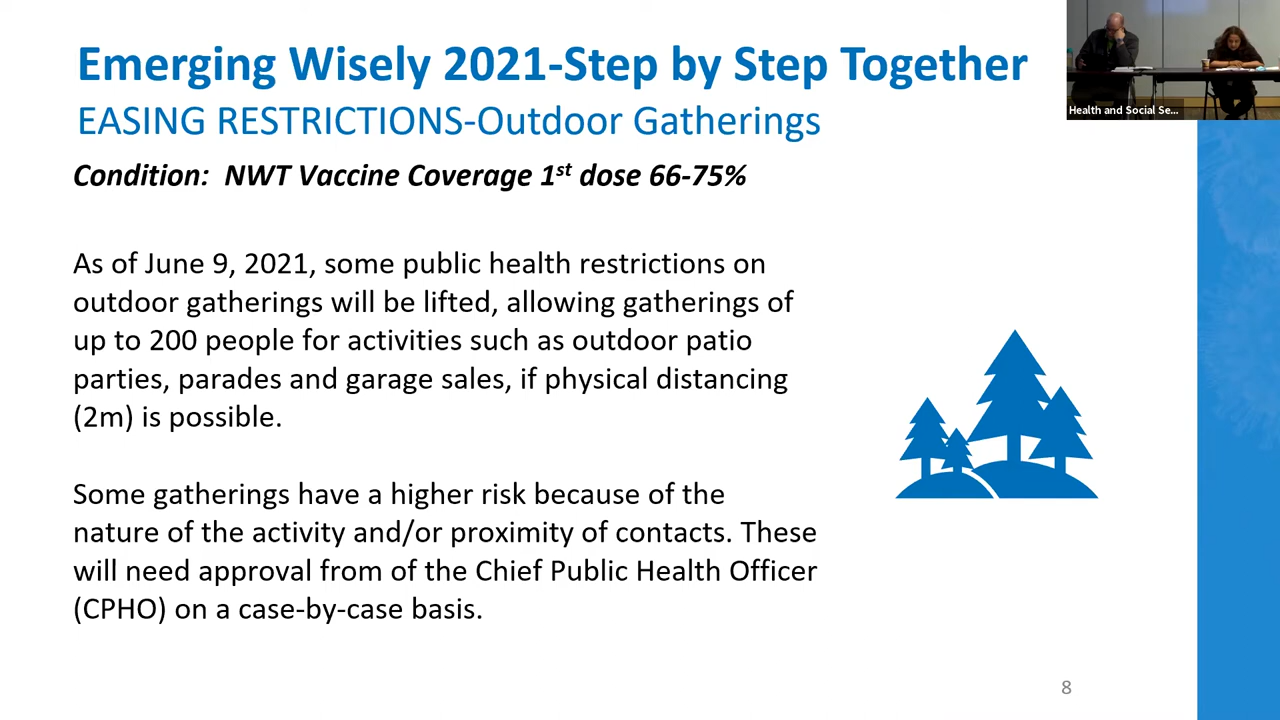 Emerging Wisely 2021-Step by Step Together
EASING RESTRICTIONS-Outdoor Gatherings
Condition: NWT Vaccine Coverage 1st dose 66-75%
As of June 9, 2021, some public health restrictions on
outdoor gatherings will be lifted, allowing gatherings of
up to 200 people for activities such as outdoor patio
parties, parades and garage sales, if physical distancing
(2m) is possible.
Some gatherings have a higher risk because of the
nature of the activity and/or proximity of contacts. These
will need approval from of the Chief Public Health Officer
(CPHO) on a case-by-case basis.
8
Health and Social Se...